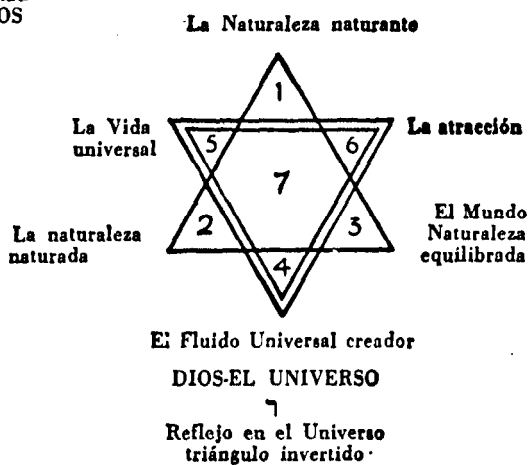 OS
La Naturaleza naturante
1
La Vida
universal
5
6
La atracción
7
2
3
La naturaleza
naturada
El Mundo
Naturaleza
equilibrada
4
El Fluido Universal creador
DIOS-EL UNIVERSO
ך
Reflejo en el Universo
triángulo invertido